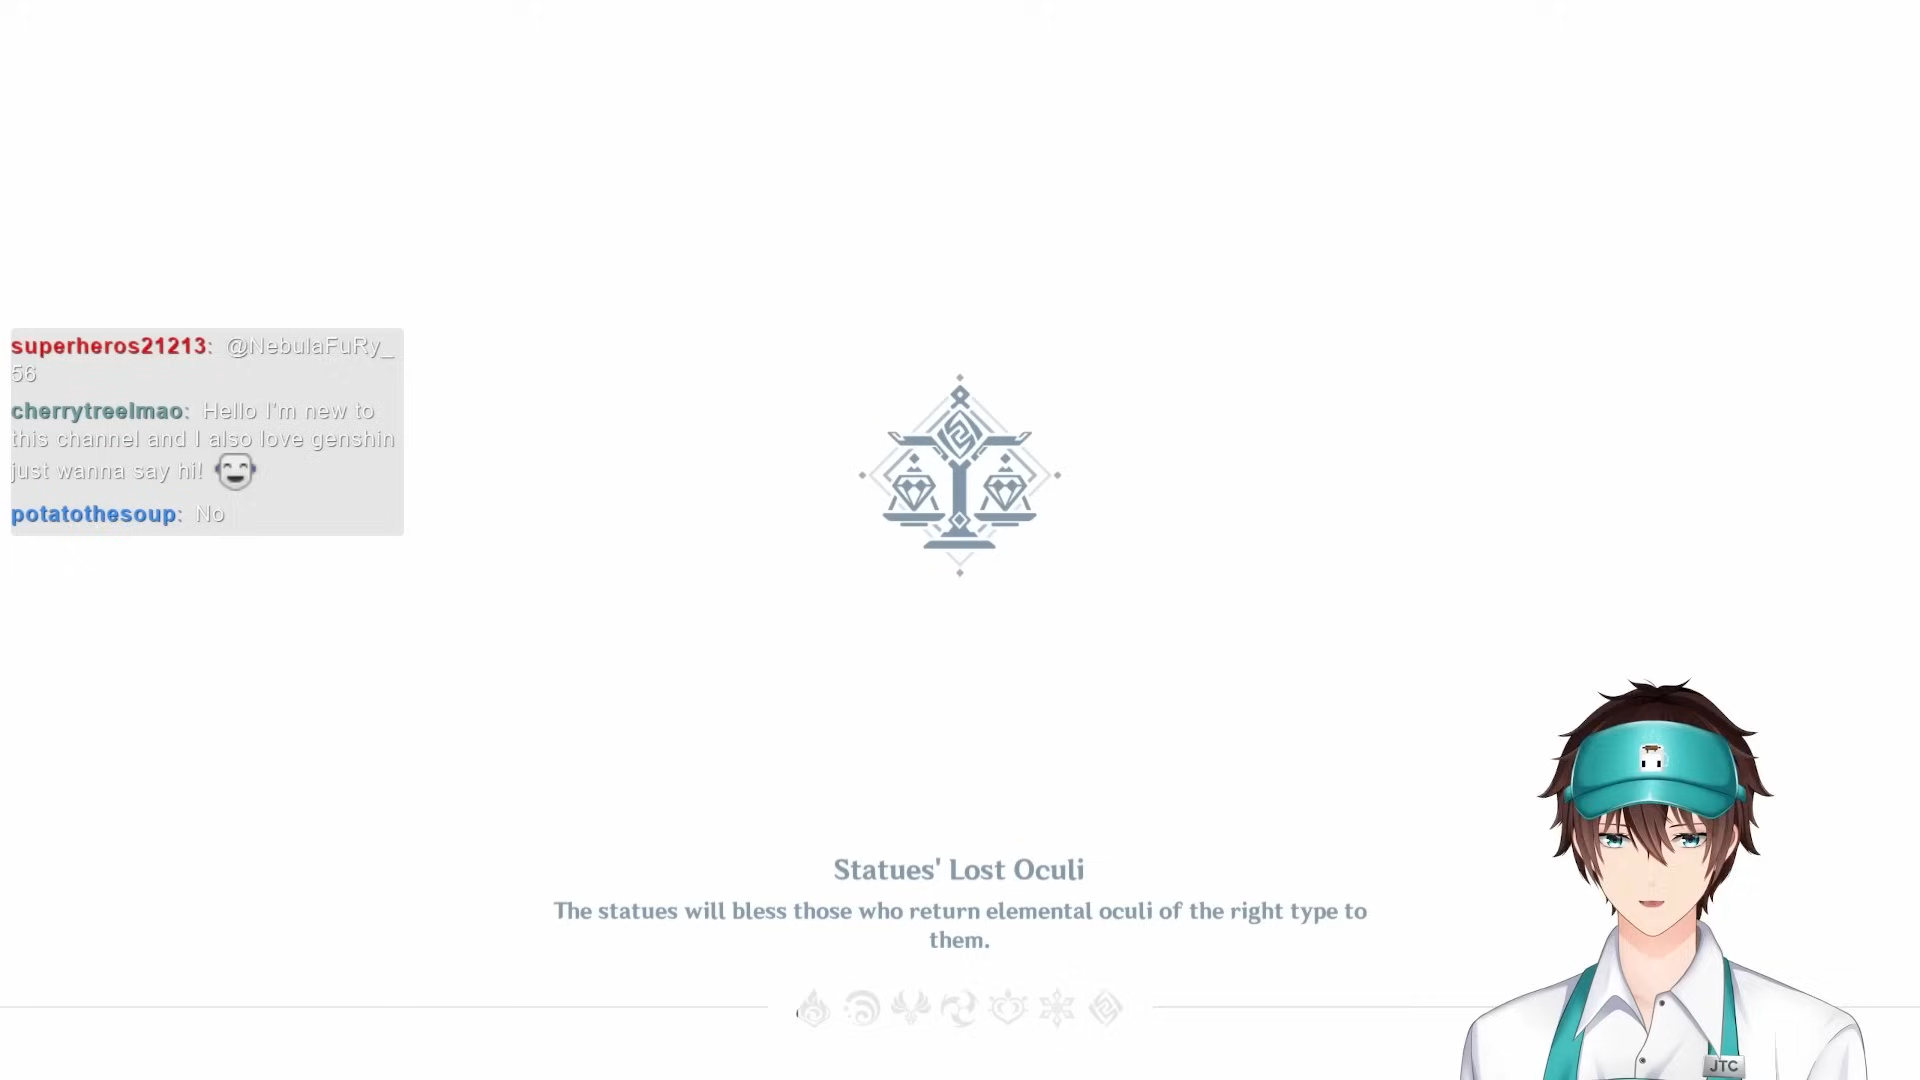 superheros21213: @NebulaFuRy_
56
cherrytreelmao: Hello I'm new to
this channel and I also love genshin
just wanna say hi!
potatothesoup: No
Statues' Lost Oculi
The statues will bless those who return elemental oculi of the right type to
them.
JTC